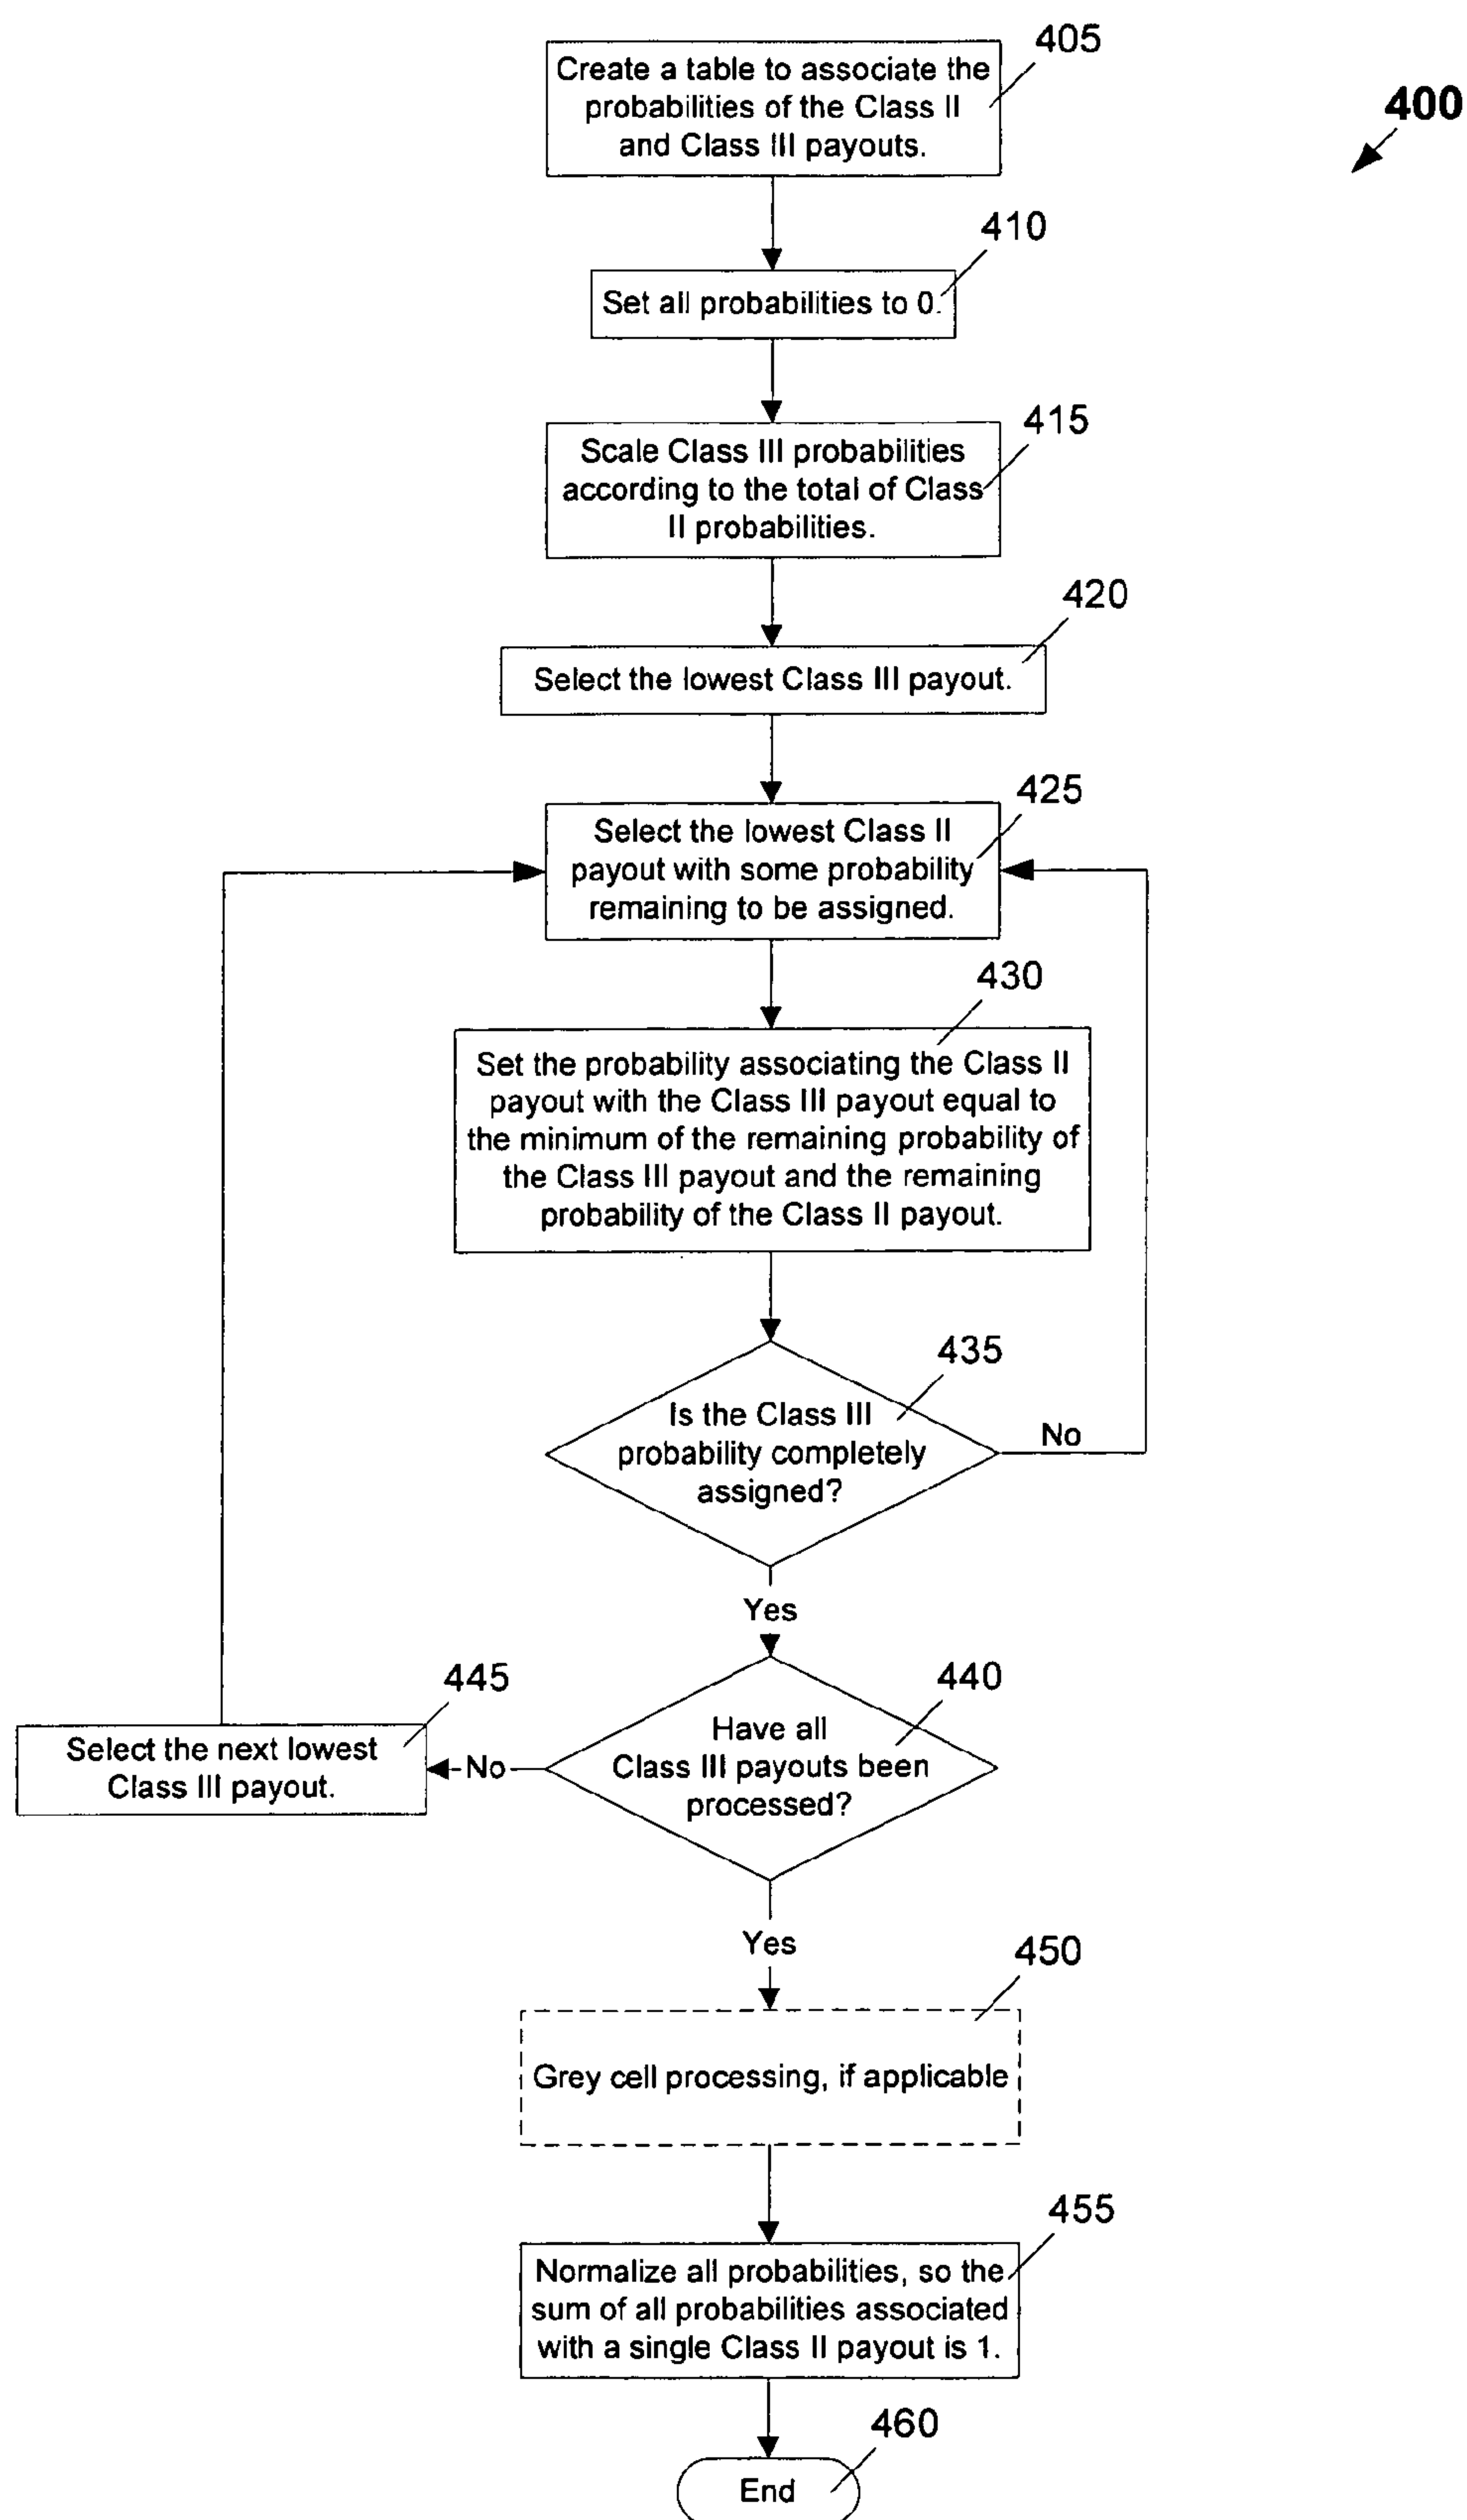 405
Create a table to associate the
probabilities of the Class II
and Class III payouts.
400
410
Set all probabilities to 0.
415
Scale Class III probabilities
according to the total of Class
II probabilities.
420
Select the lowest Class III payout.
425
Select the lowest Class II
payout with some probability
remaining to be assigned.
430
Set the probability associating the Class II
payout with the Class III payout equal to
the minimum of the remaining probability of
the Class III payout and the remaining
probability of the Class II payout.
435
Is the Class III
probability completely
assigned?
No
Yes
445
440
Select the next lowest
Class III payout.
No
Have all
Class III payouts been
processed?
Yes
450
Grey cell processing, if applicable
455
Normalize all probabilities, so the
sum of all probabilities associated
with a single Class II payout is 1.
460
End